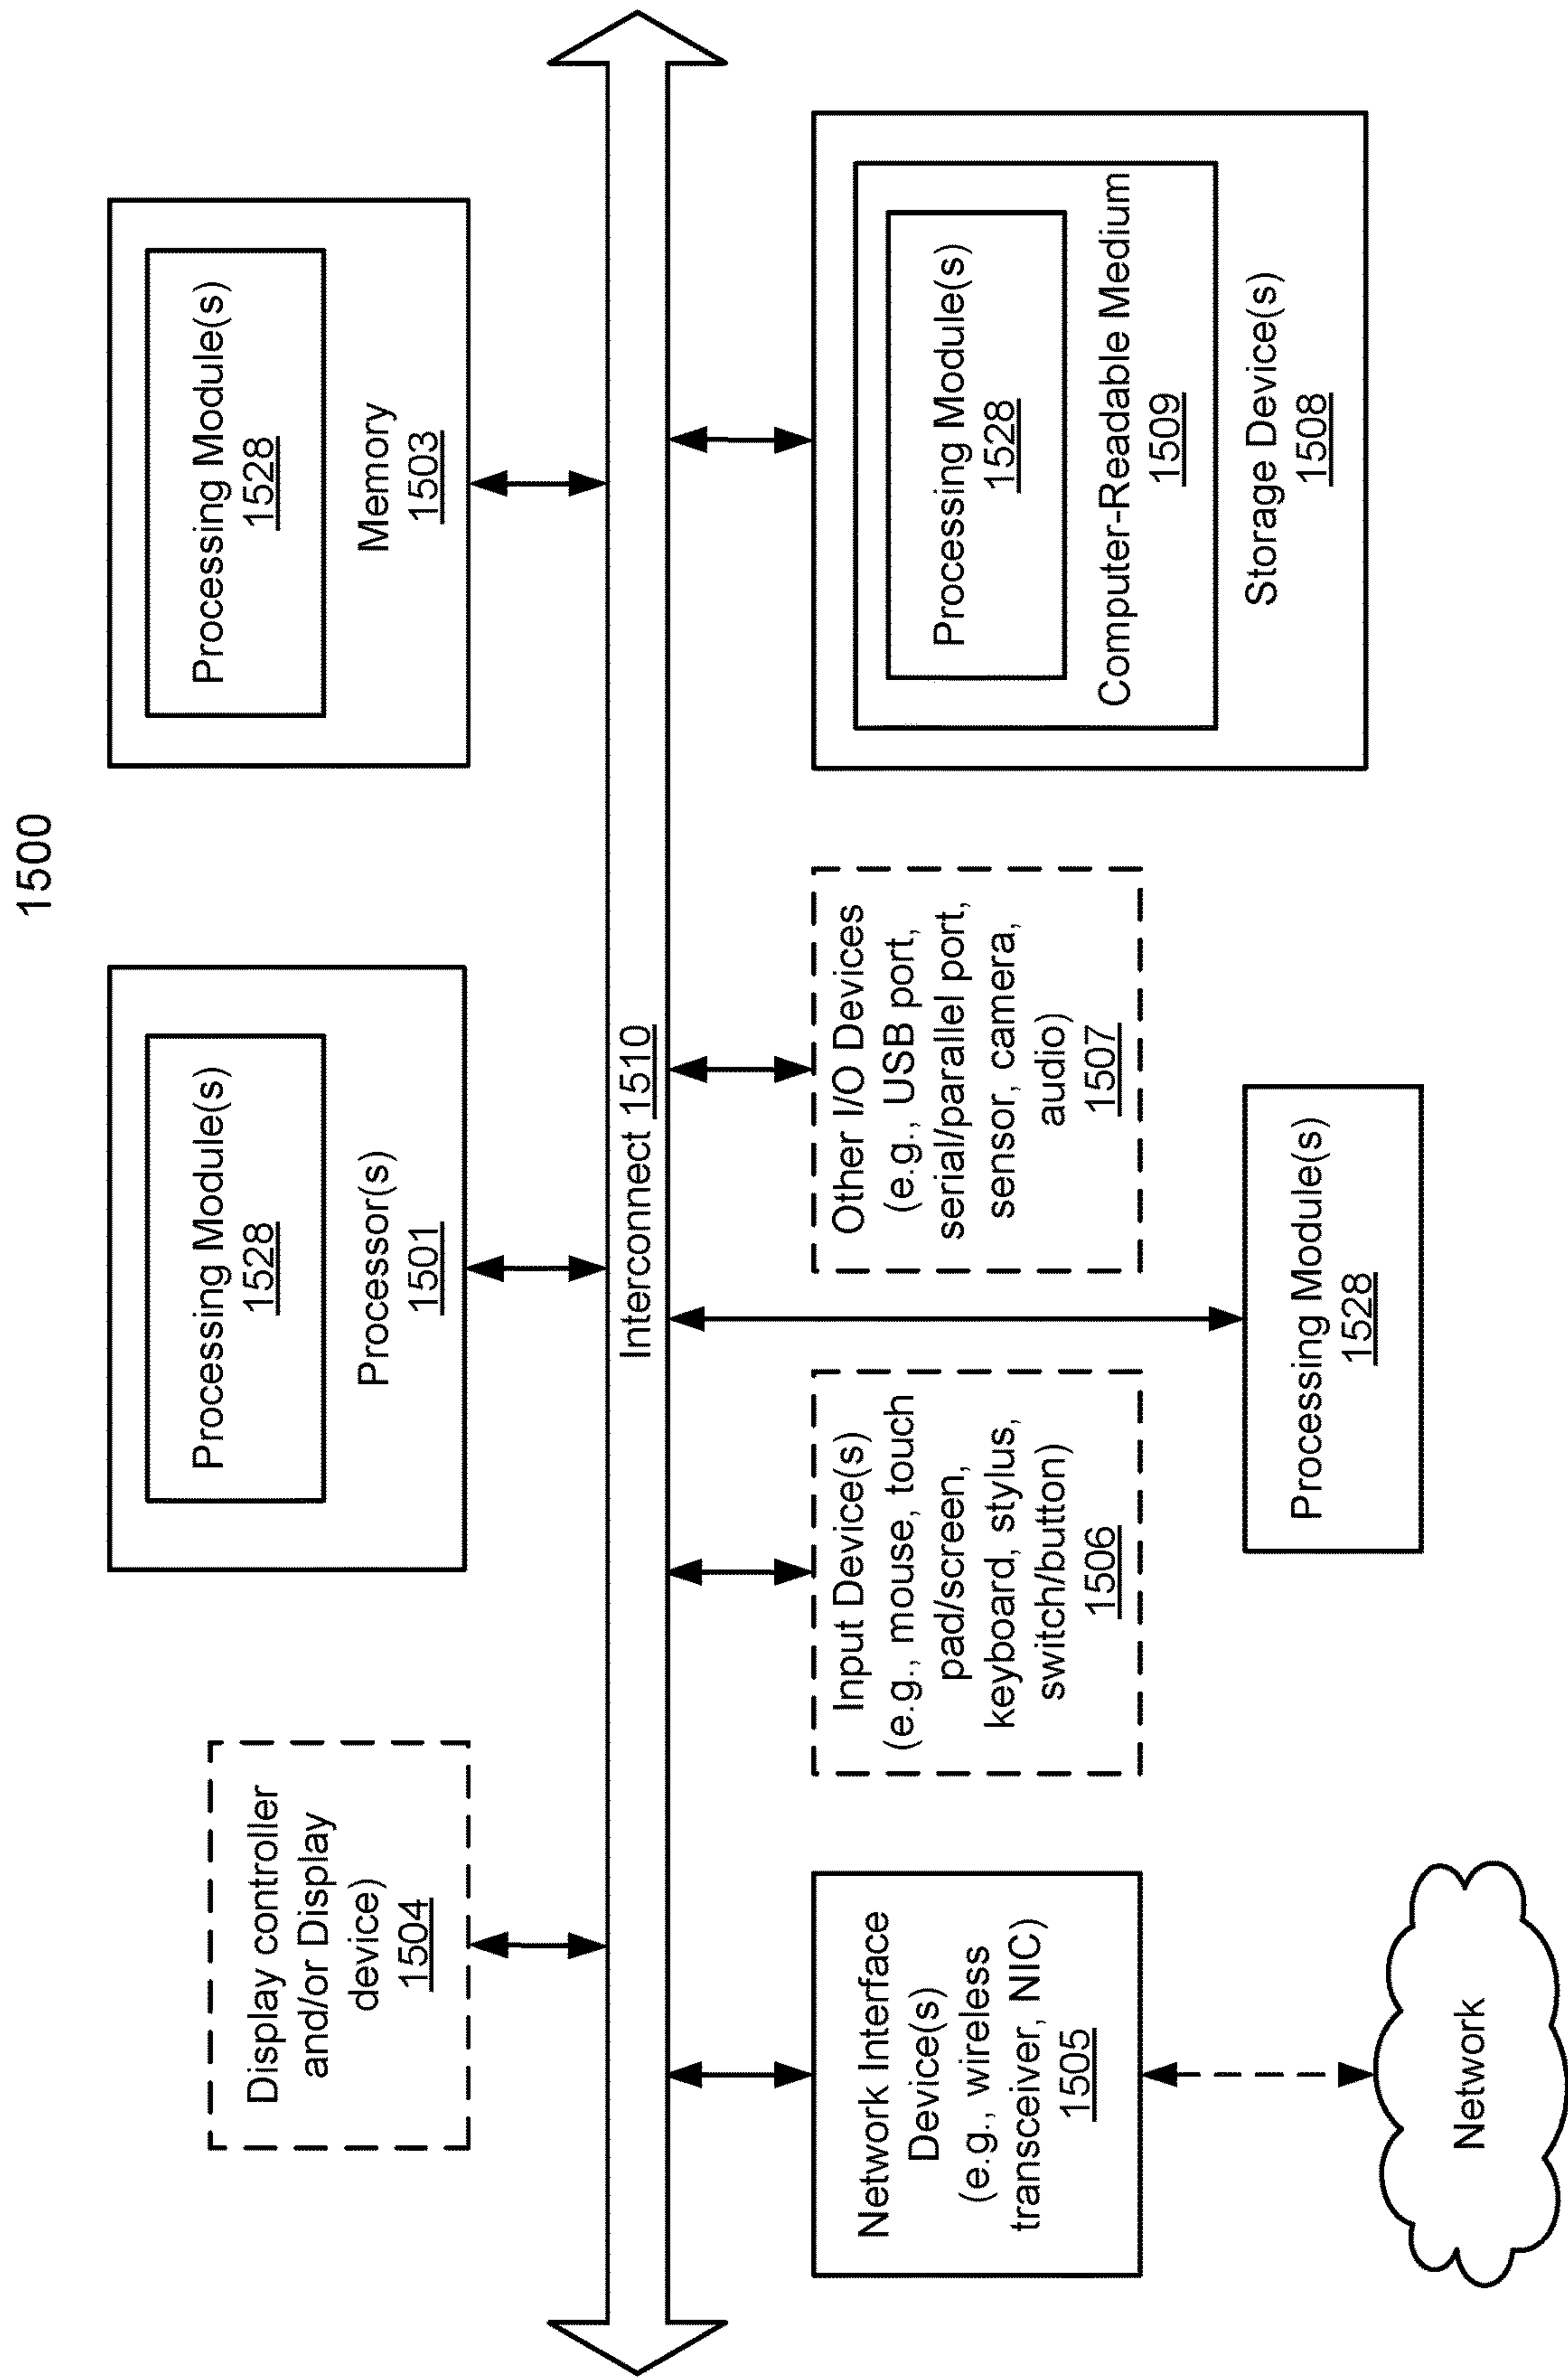 1500
Display controller
and/or Display
device)
1504
Processing Module(s)
1528
Processor(s)
1501
Processing Module(s)
1528
Memory
1503
Interconnect 1510
Network Interface
Device(s)
(e.g., wireless
transceiver, NIC)
1505
Input Device(s)
(e.g., mouse, touch
pad/screen,
keyboard, stylus,
switch/button)
1506
Other I/O Devices
(e.g., USB port,
serial/parallel port,
sensor, camera,
audio)
1507
Processing Module(s)
1528
Computer-Readable Medium
1509
Storage Device(s)
1508
Processing Module(s)
1528
Network